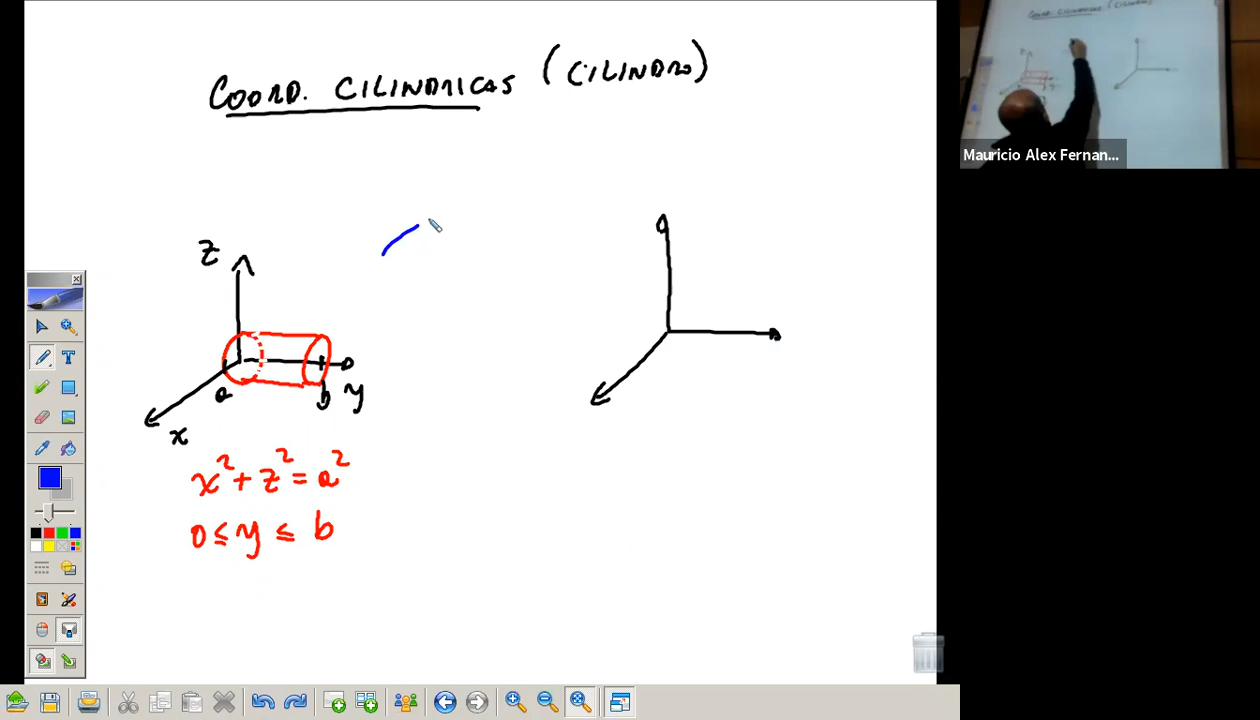 COORD. CILINDRICAS (CILINDRO)
Mauricio Alex Fernan...
z
a
b
y
x
x² + z² = a²
0 ≤ y ≤ b